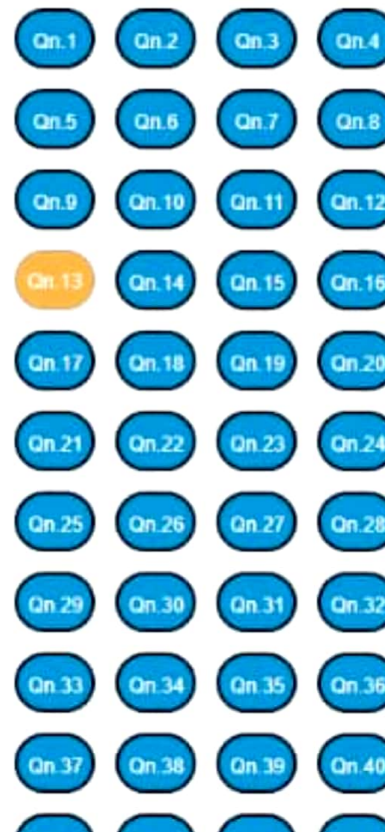 Qn.1 Qn.2 Qn.3 Qn.4
Qn.5 Qn.6 Qn.7 Qn.8
Qn.9 Qn.10 Qn.11 Qn.12
Qn.13 Qn.14 Qn.15 Qn.16
Qn.17 Qn.18 Qn.19 Qn.20
Qn.21 Qn.22 Qn.23 Qn.24
Qn.25 Qn.26 Qn.27 Qn.28
Qn.29 Qn.30 Qn.31 Qn.32
Qn.33 Qn.34 Qn.35 Qn.36
Qn.37 Qn.38 Qn.39 Qn.40